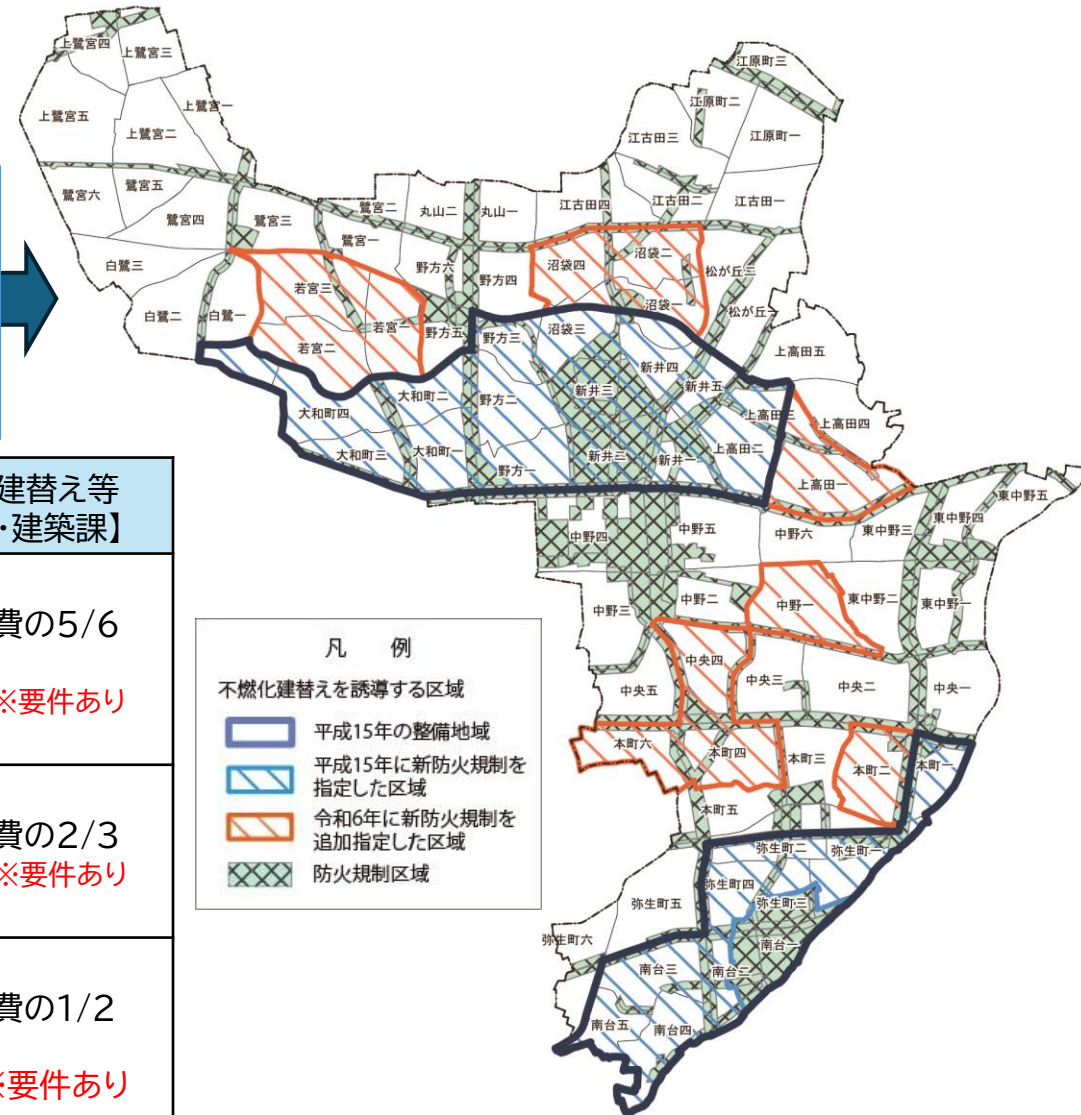 上鷺宮四
上鷺宮三
上鷺宮一
上鷺宮五
上鷺宮二
鷺宮六
鷺宮五
鷺宮四
鷺宮三
鷺宮二
鷺宮一
丸山二
丸山一
江原町三
江原町二
江原町一
江古田三
江古田四
江古田二
江古田一
白鷺三
白鷺二
白鷺一
若宮三
若宮一
若宮二
野方六
野方四
野方五
野方三
野方二
野方一
沼袋四
沼袋二
沼袋一
沼袋三
松が丘二
松が丘一
大和町四
大和町二
大和町三
大和町一
新井四
新井三
新井五
新井二
新井一
上高田五
上高田三
上高田四
上高田二
上高田一
中野四
中野五
中野六
中野三
中野二
中野一
東中野五
東中野四
東中野三
東中野二
東中野一
中央五
中央四
中央三
中央二
中央一
本町六
本町四
本町三
本町二
本町一
本町五
弥生町二
弥生町一
弥生町四
弥生町三
弥生町五
弥生町六
南台一
南台二
南台三
南台五
南台四
建替え等
・建築課】
費の5/6
※要件あり
費の2/3
※要件あり
費の1/2
※要件あり
凡 例
不燃化建替えを誘導する区域
平成15年の整備地域
平成15年に新防火規制を
指定した区域
令和6年に新防火規制を
追加指定した区域
防火規制区域